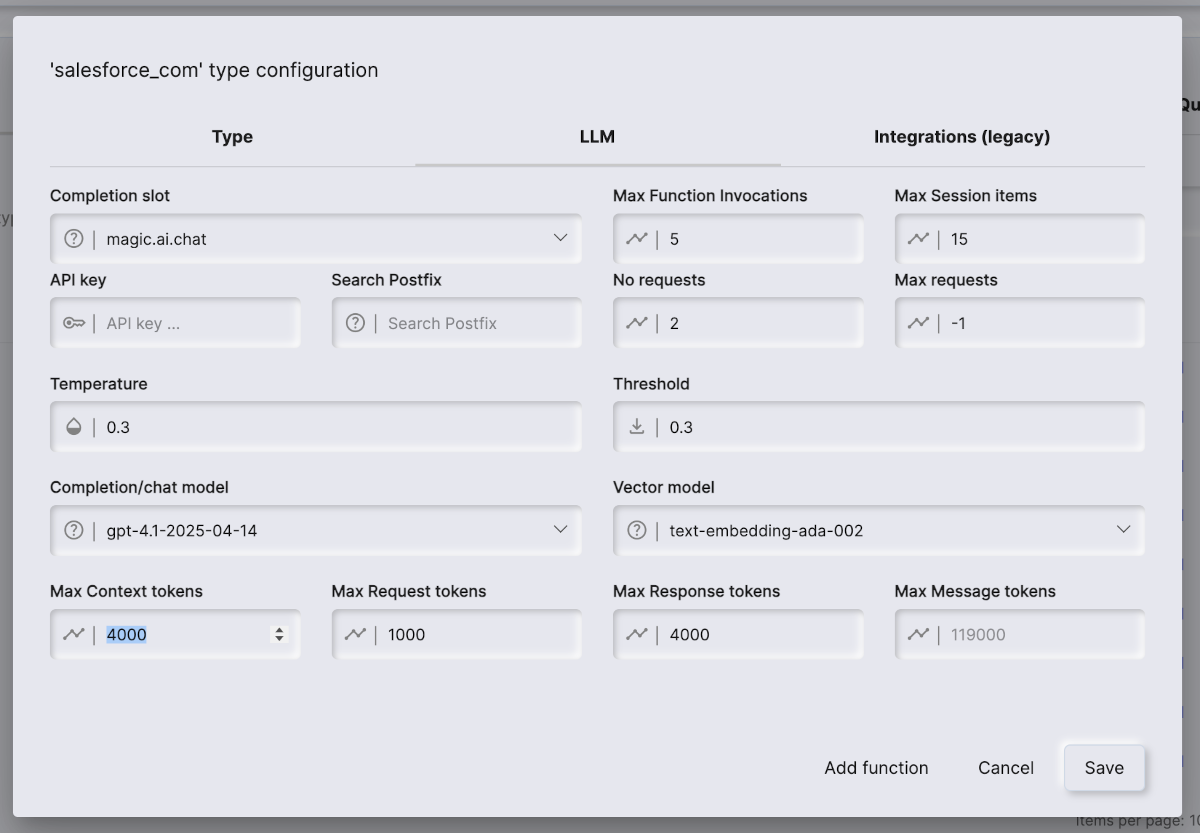 'salesforce_com' type configuration
Qu
Type LLM Integrations (legacy)
Completion slot Max Function Invocations Max Session items
magic.ai.chat 5 15
API key Search Postfix No requests Max requests
API key ... Search Postfix 2 -1
Temperature Threshold
0.3 0.3
Completion/chat model Vector model
gpt-4.1-2025-04-14 text-embedding-ada-002
Max Context tokens Max Request tokens Max Response tokens Max Message tokens
4000 1000 4000 119000
Add function Cancel Save
Items per page: 10